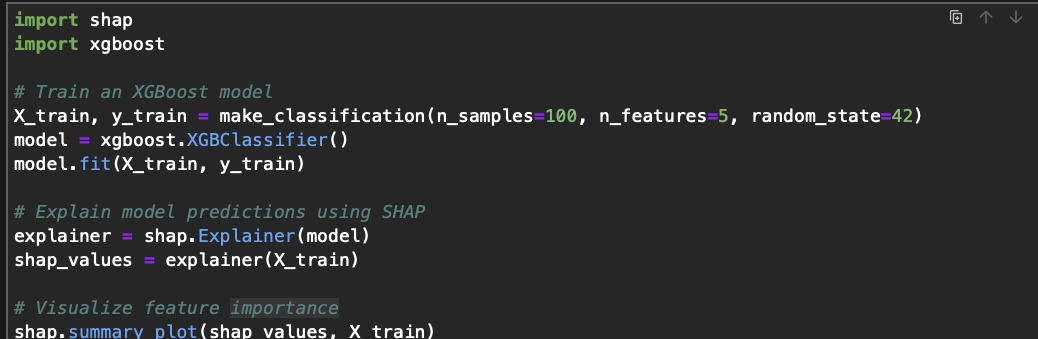 import shap
import xgboost
# Train an XGBoost model
X_train, y_train = make_classification(n_samples=100, n_features=5, random_state=42)
model = xgboost.XGBClassifier()
model.fit(X_train, y_train)
# Explain model predictions using SHAP
explainer = shap.Explainer(model)
shap_values = explainer(X_train)
# Visualize feature importance
shap.summary_plot(shap_values, X_train)